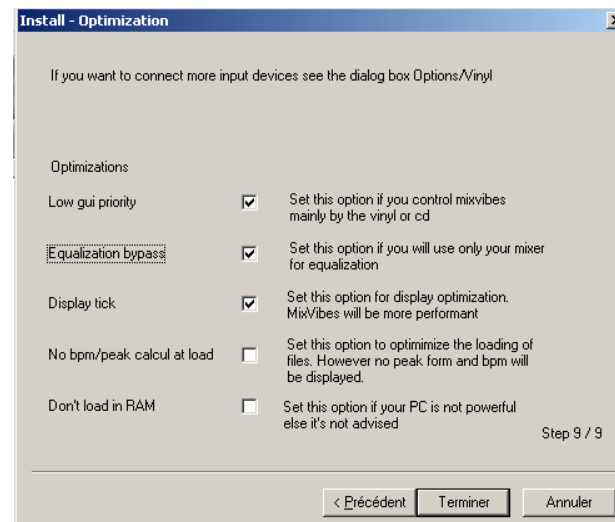 Install - Optimization
If you want to connect more input devices see the dialog box Options/Vinyl
Optimizations
Low gui priority
Set this option if you control mixvibes
mainly by the vinyl or cd
Equalization bypass
Set this option if you will use only your mixer
for equalization
Display tick
Set this option for display optimization.
MixVibes will be more performant
No bpm/peak calcul at load
Set this option to optimimize the loading of
files. However no peak form and bpm will
be displayed.
Don't load in RAM
Set this option if your PC is not powerful
else it's not advised
Step 9 / 9
< Précédent
Terminer
Annuler